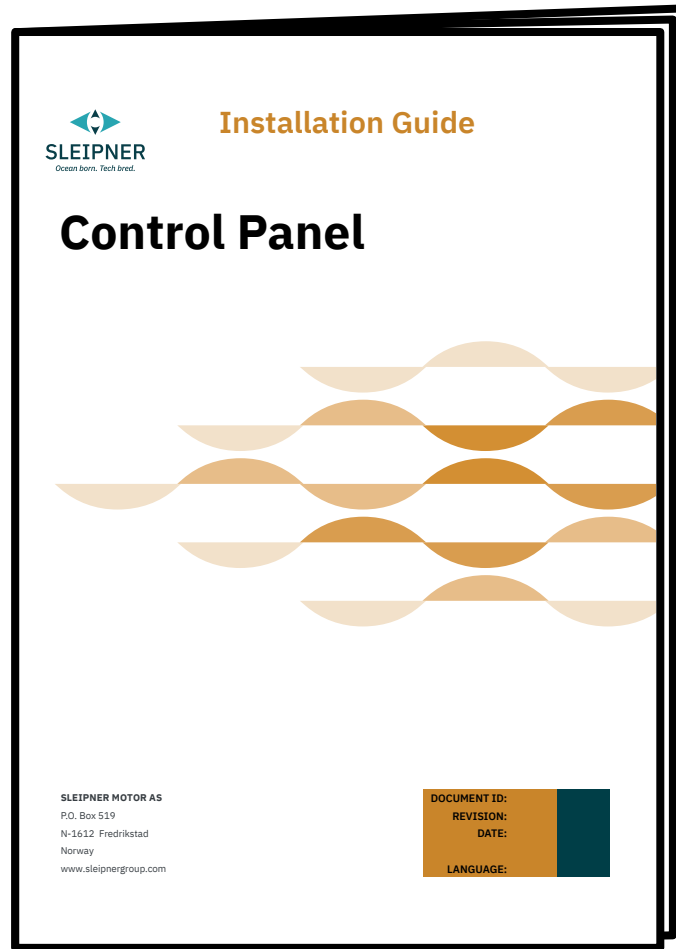 Installation Guide
SLEIPNER
Ocean born. Tech bred.
Control Panel
SLEIPNER MOTOR AS
P.O. Box 519
N-1612 Fredrikstad
Norway
www.sleipnergroup.com
DOCUMENT ID:
REVISION:
DATE:
LANGUAGE: